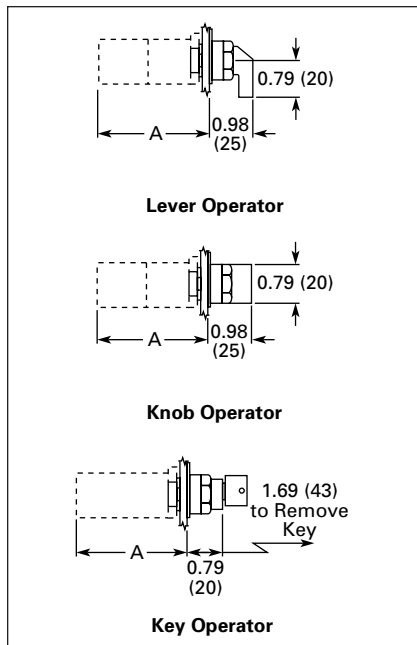 0.79 (20)
A
0.98
(25)
Lever Operator
0.79 (20)
A
0.98
(25)
Knob Operator
1.69 (43)
to Remove
Key
A
0.79
(20)
Key Operator